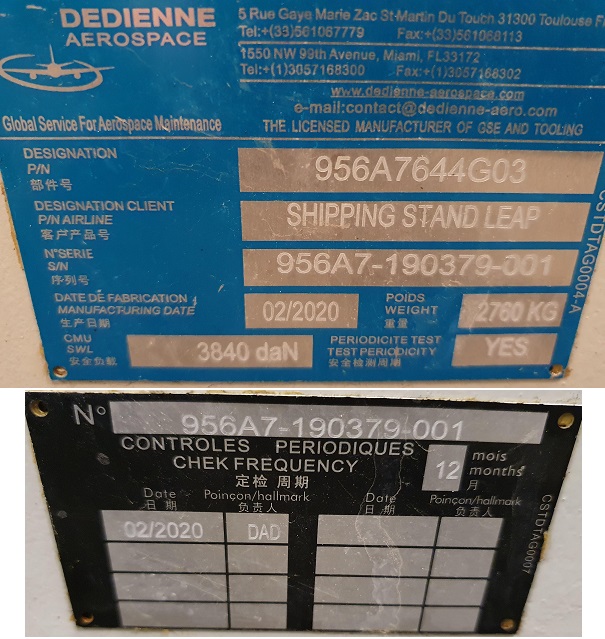 DEDIENNE
AEROSPACE
5 Rue Gaye Marie Zac St-Martin Du Touch 31300 Toulouse
Tel:+(33)561067779 Fax:+(33)561068113
1550 NW 99th Avenue, Miami, FL33172
Tel:+(1)3057168300 Fax:+(1)3057168302
www.dedienne-aerospace.com
e-mail:contact@dedienne-aero.com
Global Service For Aerospace Maintenance
THE LICENSED MANUFACTURER OF GSE AND TOOLING
DESIGNATION
P/N
部件号
956A7644G03
DESIGNATION CLIENT
P/N AIRLINE
客户产品号
SHIPPING STAND LEAP
N°SERIE
S/N
序列号
956A7-190379-001
DATE DE FABRICATION
MANUFACTURING DATE
生产日期
02/2020
POIDS
WEIGHT
重量
2760 KG
CMU
SWL
安全负载
3840 daN
PERIODICITE TEST
TEST PERIODICITY
安全检测周期
YES
CSTDTAG0004-A
N° 956A7-190379-001
CONTROLES PERIODIQUES
CHEK FREQUENCY
定检 周期
12
mois
months
月
Date Poinçon/hallmark Date Poinçon/hallmark
日期 负责人 日期 负责人
02/2020 DAD
CSTDTAG0007